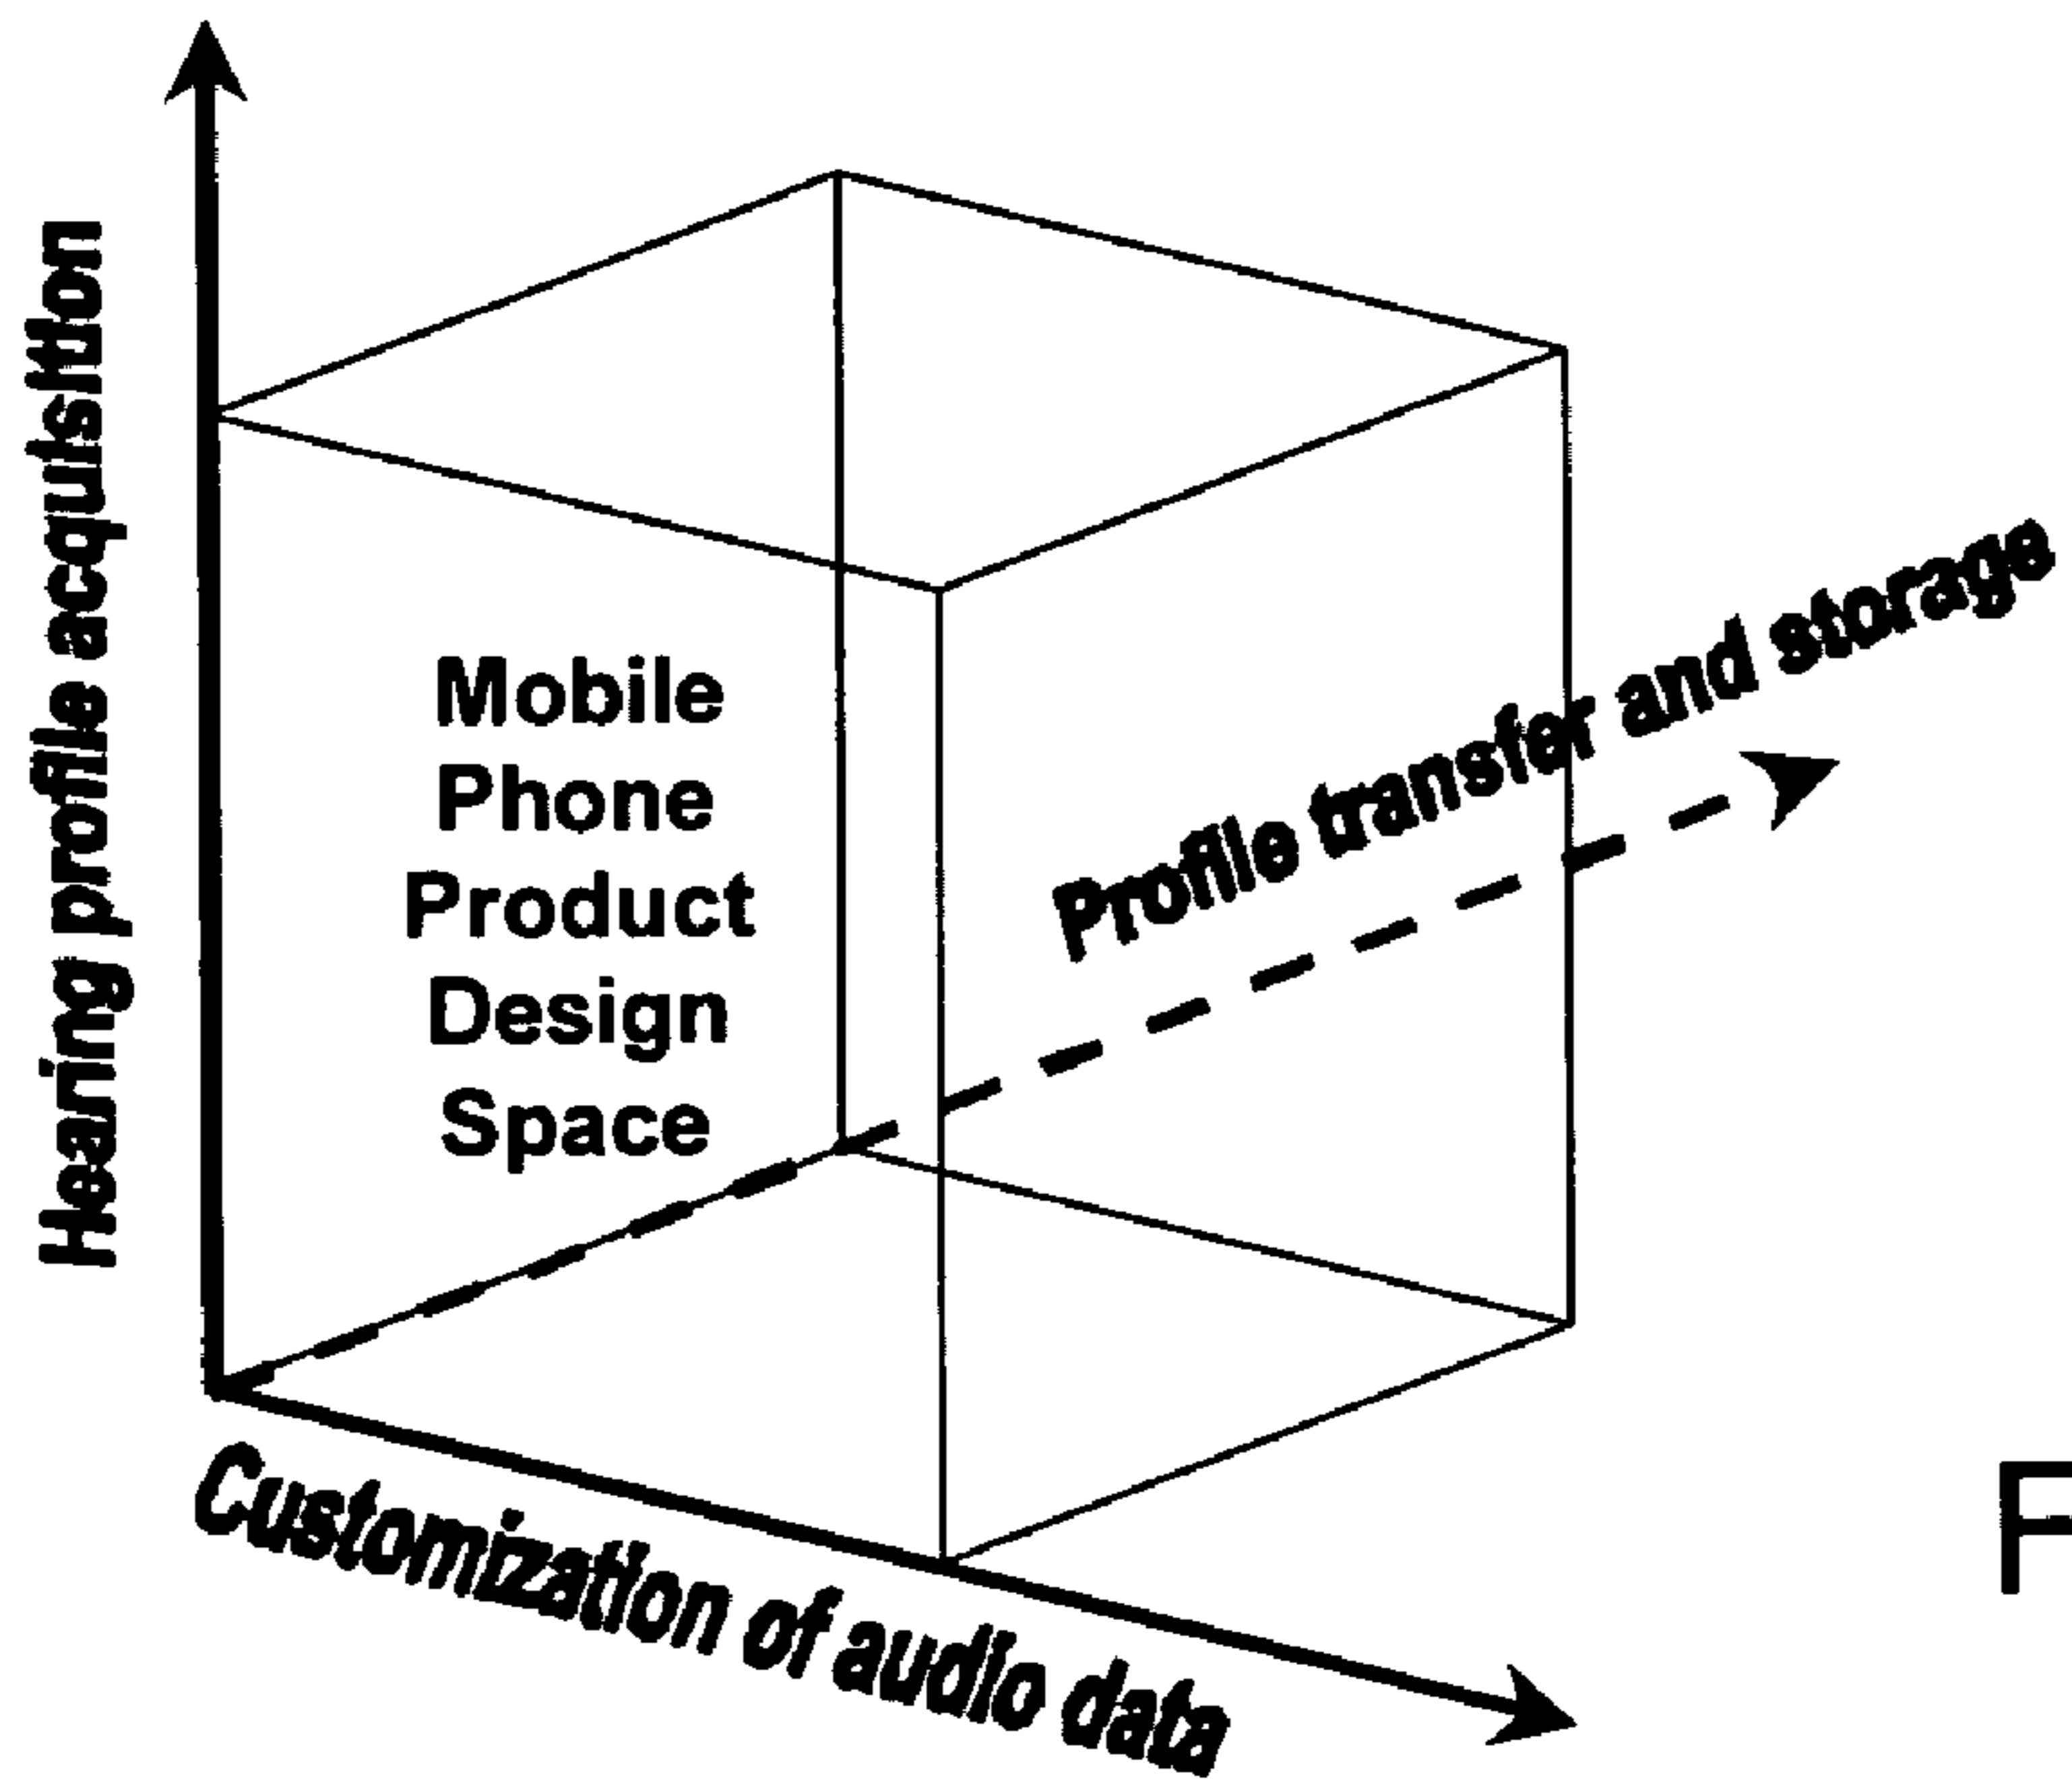 Hearing profile acquisition
Mobile
Phone
Product
Design
Space
Profile transfer and storage
Customization of audio data
F